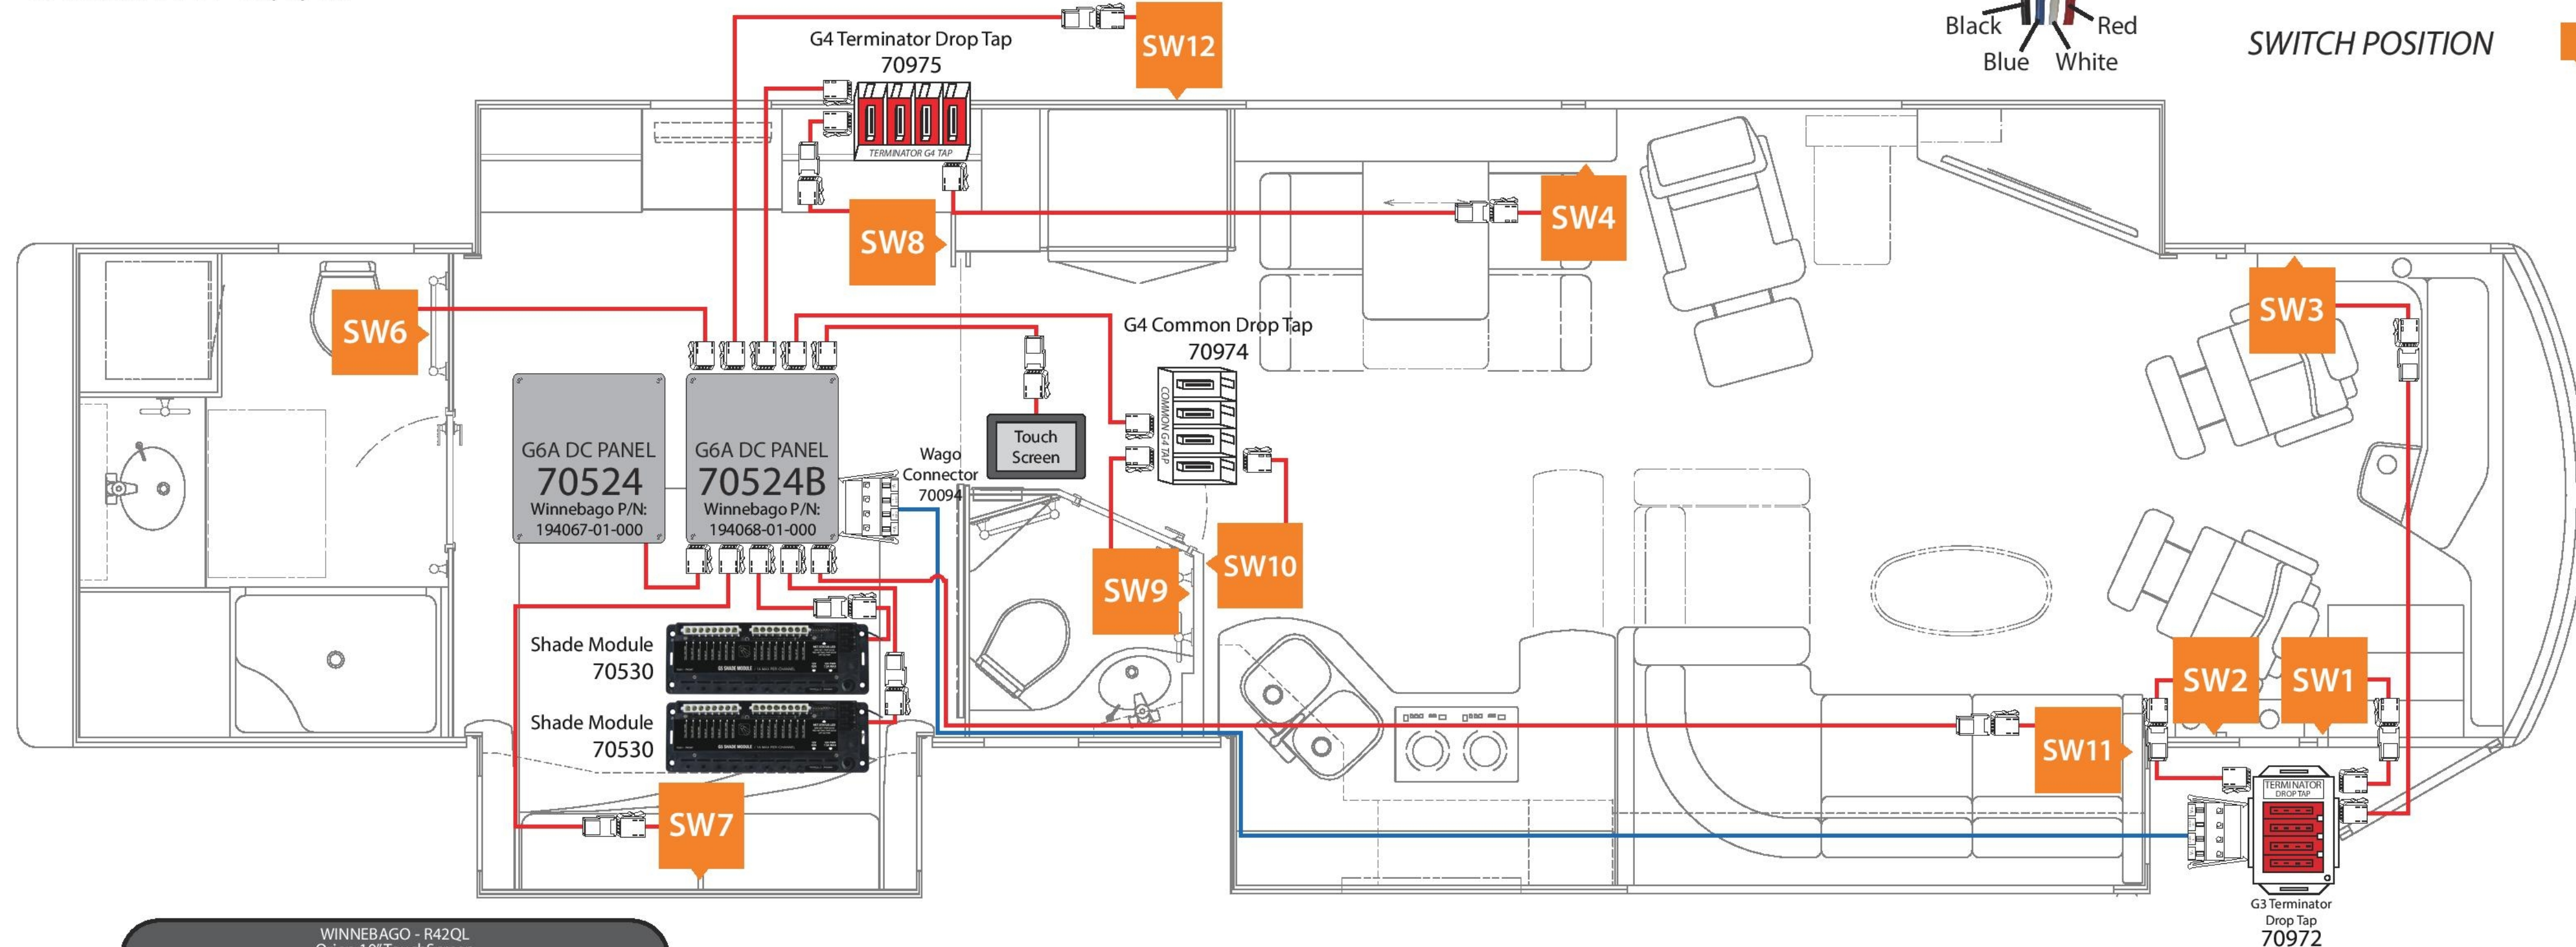 SW12
G4 Terminator Drop Tap
70975
TERMINATOR G4 TAP
Black
Red
Blue
White
SWITCH POSITION
SW8
SW4
SW6
SW3
G4 Common Drop Tap
70974
COMMON G4 TAP
G6A DC PANEL
70524
Winnebago P/N:
194067-01-000
G6A DC PANEL
70524B
Winnebago P/N:
194068-01-000
Wago
Connector
70094
Touch
Screen
SW9
SW10
Shade Module
70530
Shade Module
70530
SW7
SW2
SW1
SW11
TERMINATOR
DROP TAP
G3 Terminator
Drop Tap
70972
WINNEBAGO - R42QL